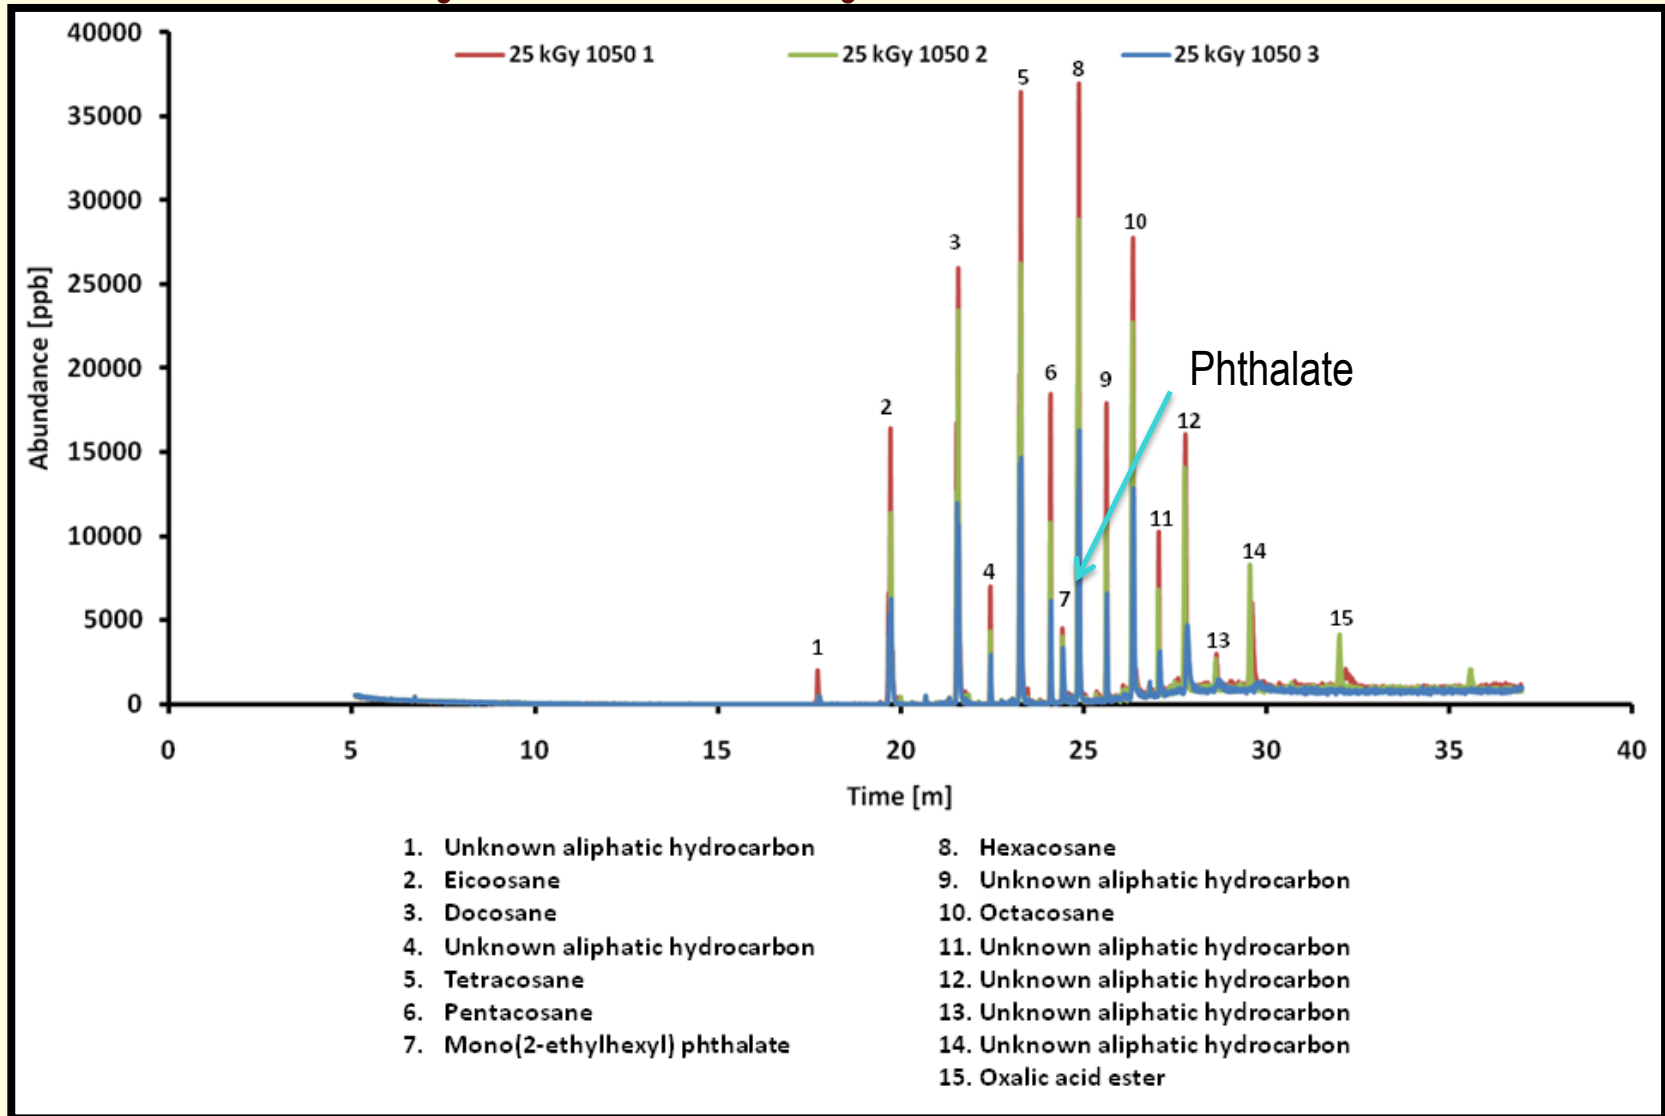 40000
25 kGy 1050 1
25 kGy 1050 2
25 kGy 1050 3
35000
30000
25000
20000
15000
10000
5000
0
Abundance [ppb]
1
2
3
4
5
6
7
8
9
10
11
12
13
14
15
Phthalate
0 5 10 15 20 25 30 35 40
Time [m]
1. Unknown aliphatic hydrocarbon
2. Eicoosane
3. Docosane
4. Unknown aliphatic hydrocarbon
5. Tetracosane
6. Pentacosane
7. Mono(2-ethylhexyl) phthalate
8. Hexacosane
9. Unknown aliphatic hydrocarbon
10. Octacosane
11. Unknown aliphatic hydrocarbon
12. Unknown aliphatic hydrocarbon
13. Unknown aliphatic hydrocarbon
14. Unknown aliphatic hydrocarbon
15. Oxalic acid ester